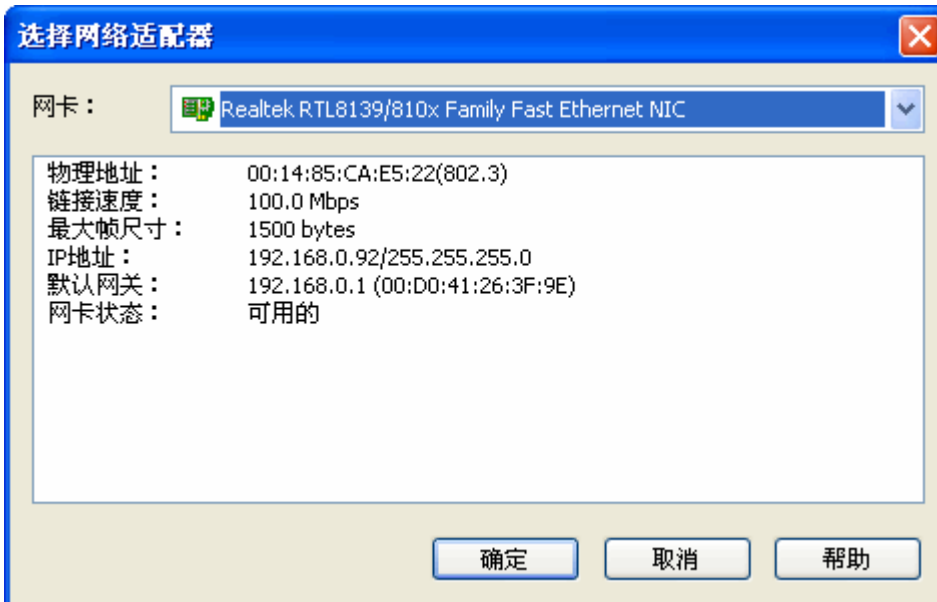 选择网络适配器
网卡： Realtek RTL8139/810x Family Fast Ethernet NIC
物理地址： 00:14:85:CA:E5:22(802.3)
链接速度： 100.0 Mbps
最大帧尺寸： 1500 bytes
IP地址： 192.168.0.92/255.255.255.0
默认网关： 192.168.0.1 (00:D0:41:26:3F:9E)
网卡状态： 可用的
确定 取消 帮助